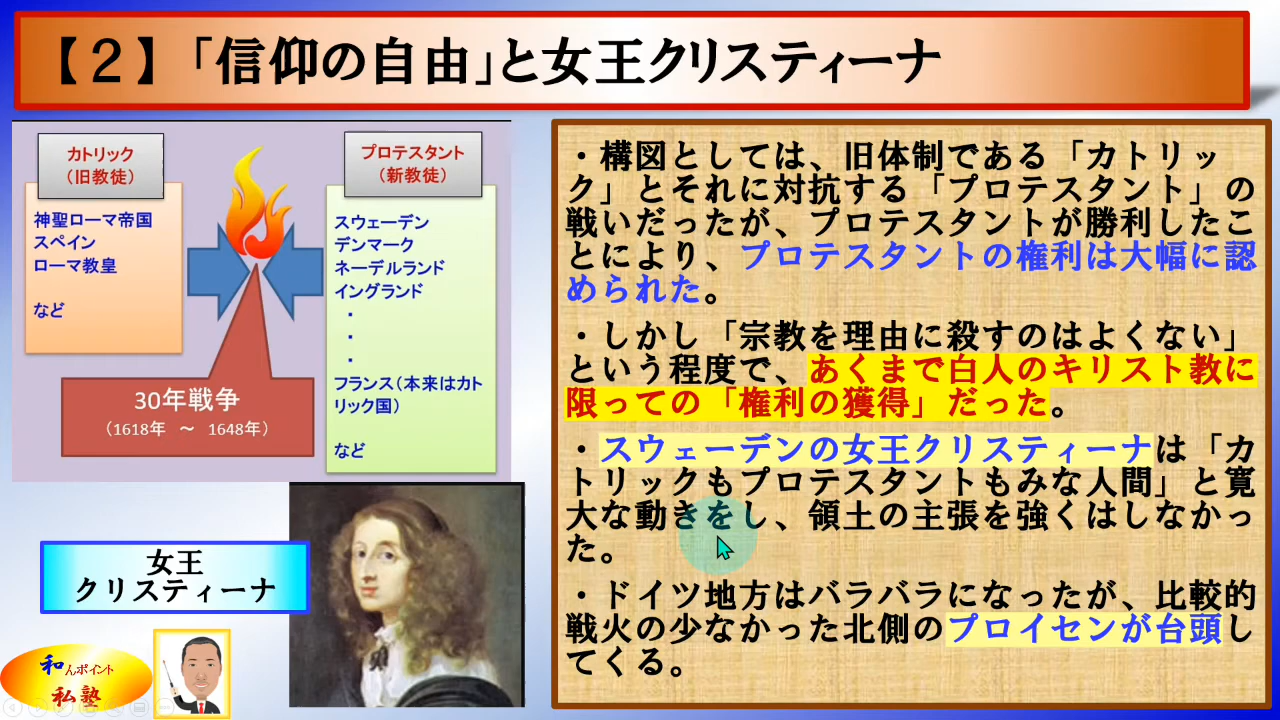 【２】「信仰の自由」と女王クリスティーナ
カトリック
（旧教徒）
神聖ローマ帝国
スペイン
ローマ教皇
など
プロテスタント
（新教徒）
スウェーデン
デンマーク
ネーデルランド
イングランド
・
・
・
フランス（本来はカト
リック国）
など
30年戦争
（1618年　～　1648年）
女王
クリスティーナ
和んポイント
私塾
・構図としては、旧体制である「カトリッ
ク」とそれに対抗する「プロテスタント」の
戦いだったが、プロテスタントが勝利したこ
とにより、プロテスタントの権利は大幅に認
められた。
・しかし「宗教を理由に殺すのはよくない」
という程度で、あくまで白人のキリスト教に
限っての「権利の獲得」だった。
・スウェーデンの女王クリスティーナは「カ
トリックもプロテスタントもみな人間」と寛
大な動きをし、領土の主張を強くはしなかっ
た。
・ドイツ地方はバラバラになったが、比較的
戦火の少なかった北側のプロイセンが台頭し
てくる。